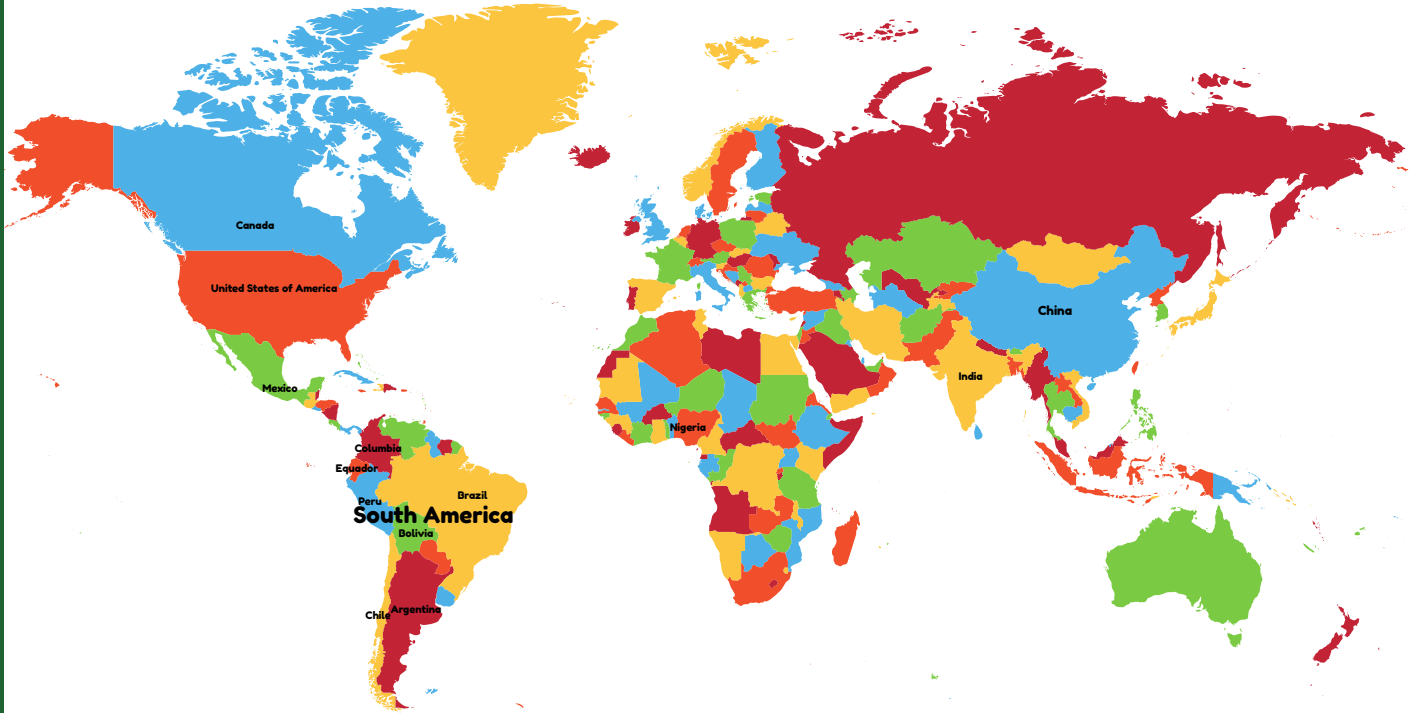 Canada
United States of America
China
India
Mexico
Nigeria
Columbia
Equador
Brazil
Peru
South America
Bolivia
Argentina
Chile